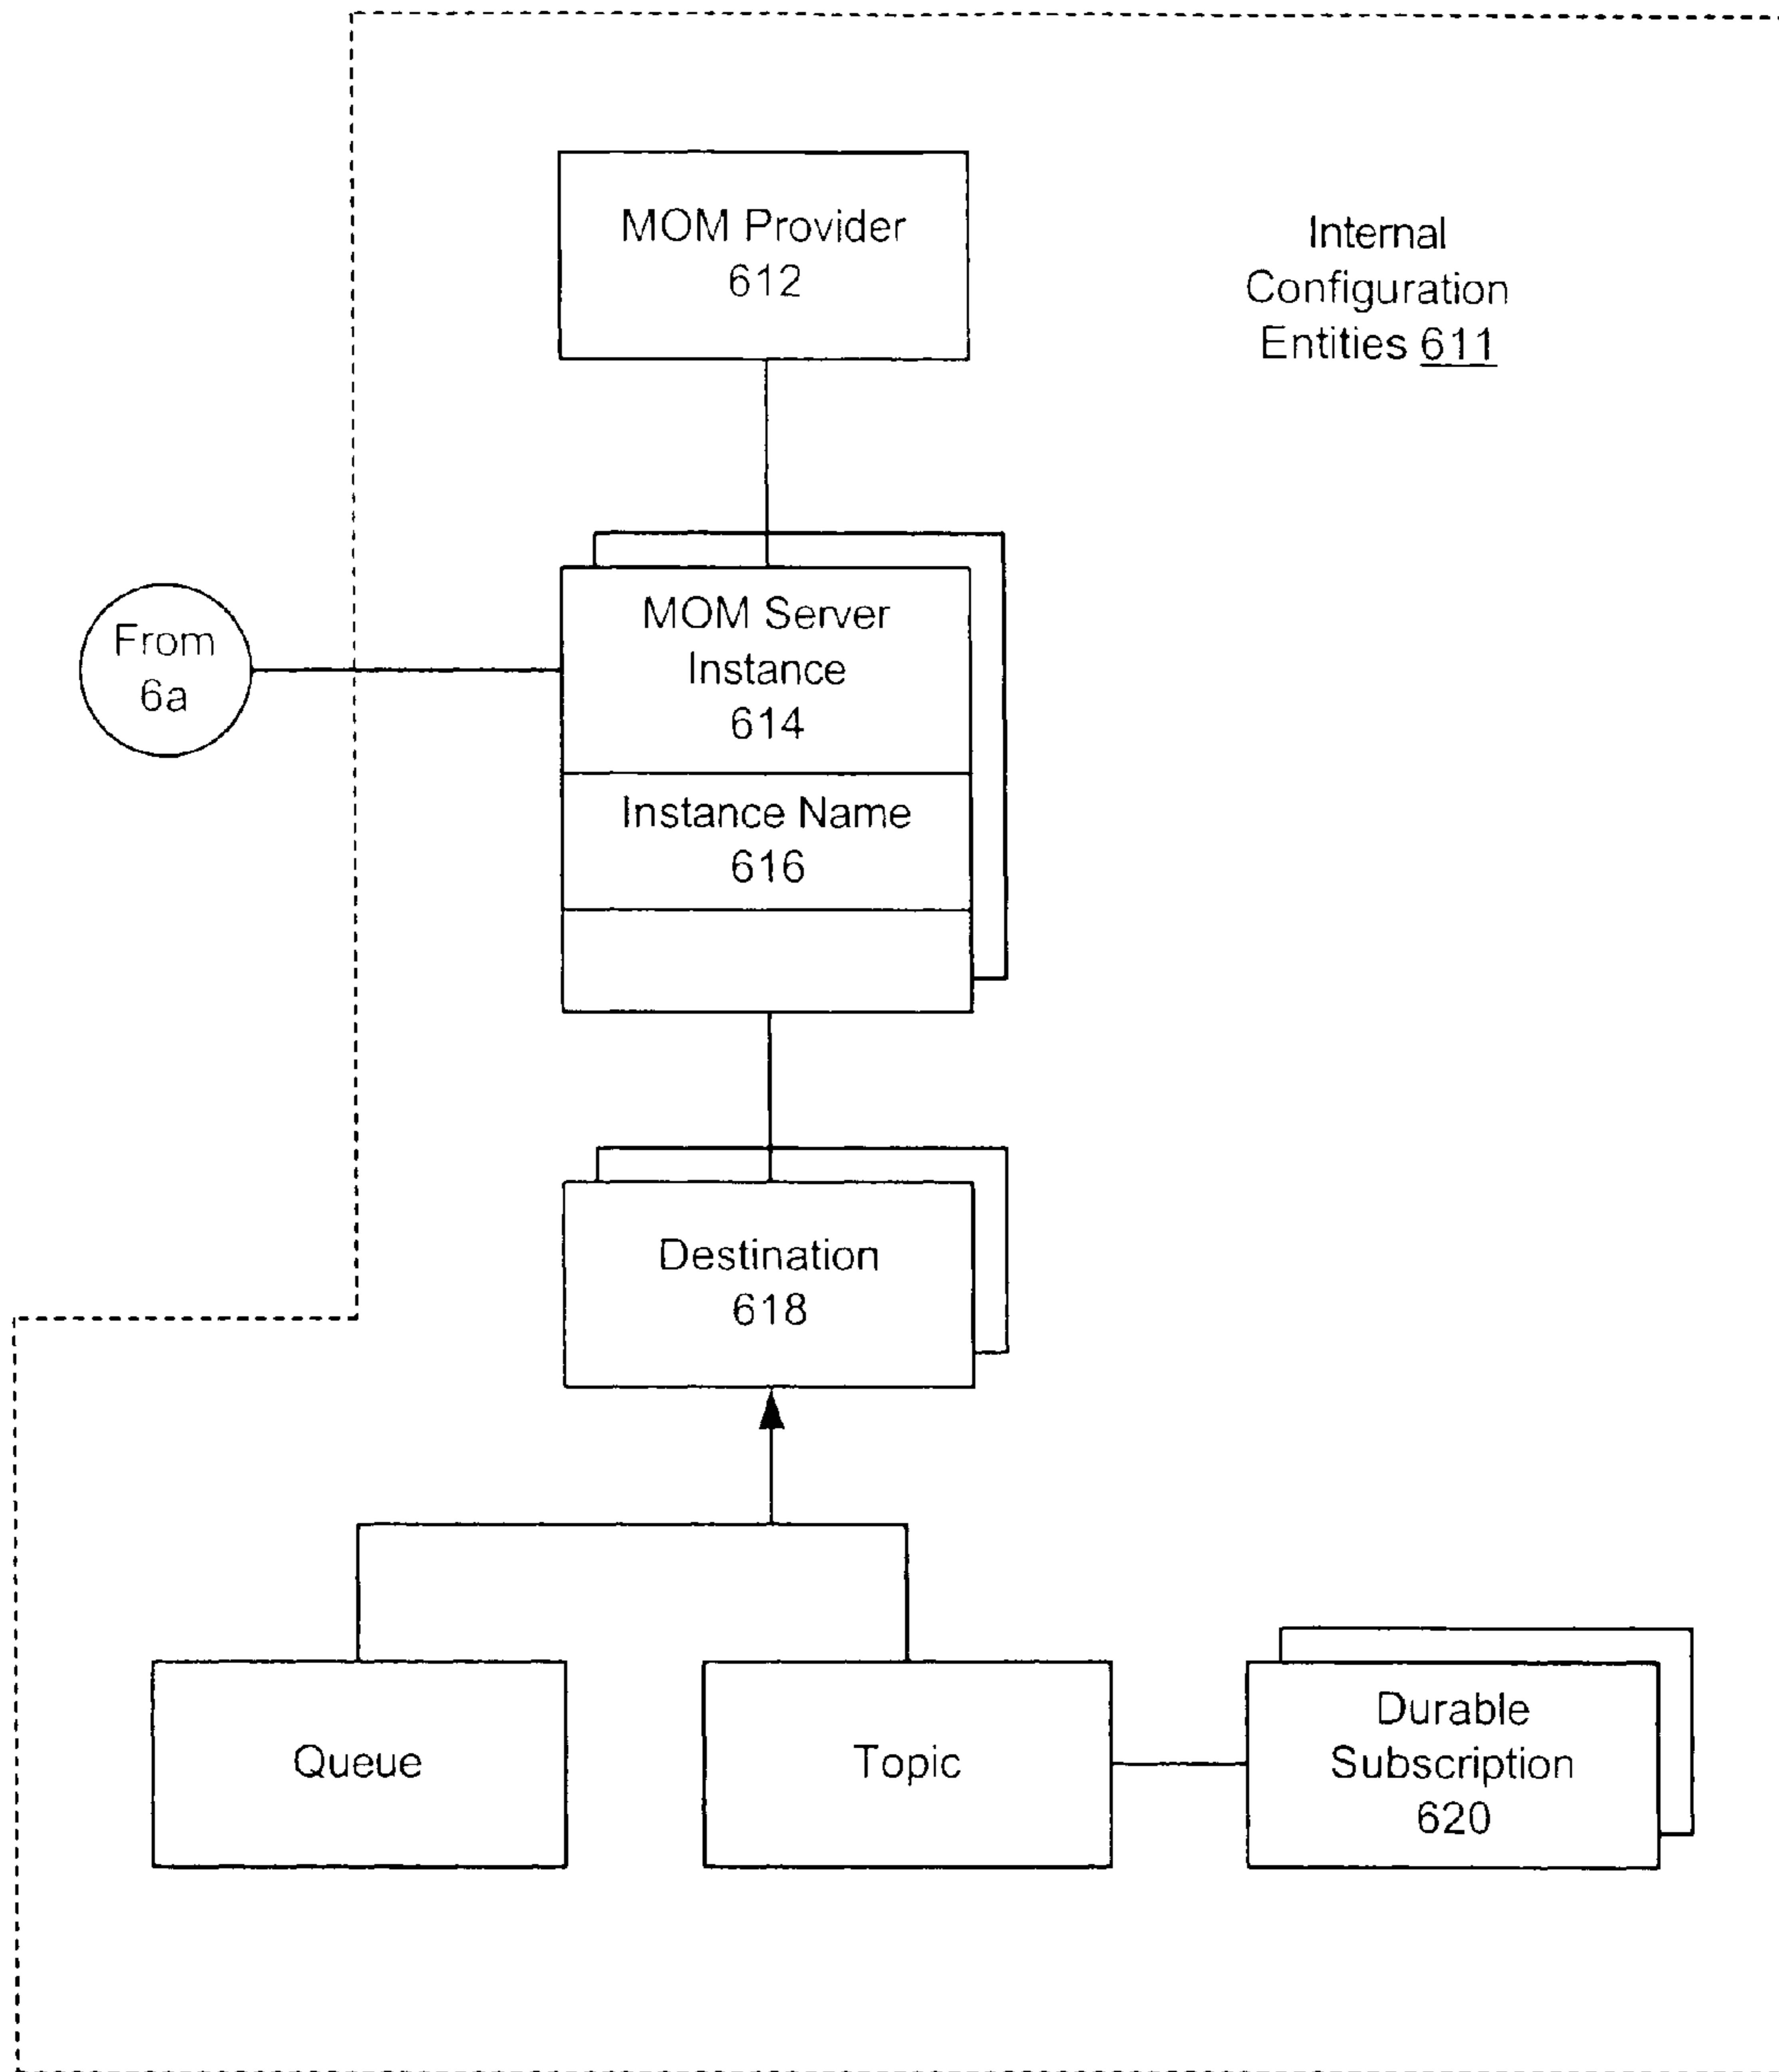 MOM Provider
612
Internal
Configuration
Entities 611
From
6a
MOM Server
Instance
614
Instance Name
616
Destination
618
Queue
Topic
Durable
Subscription
620